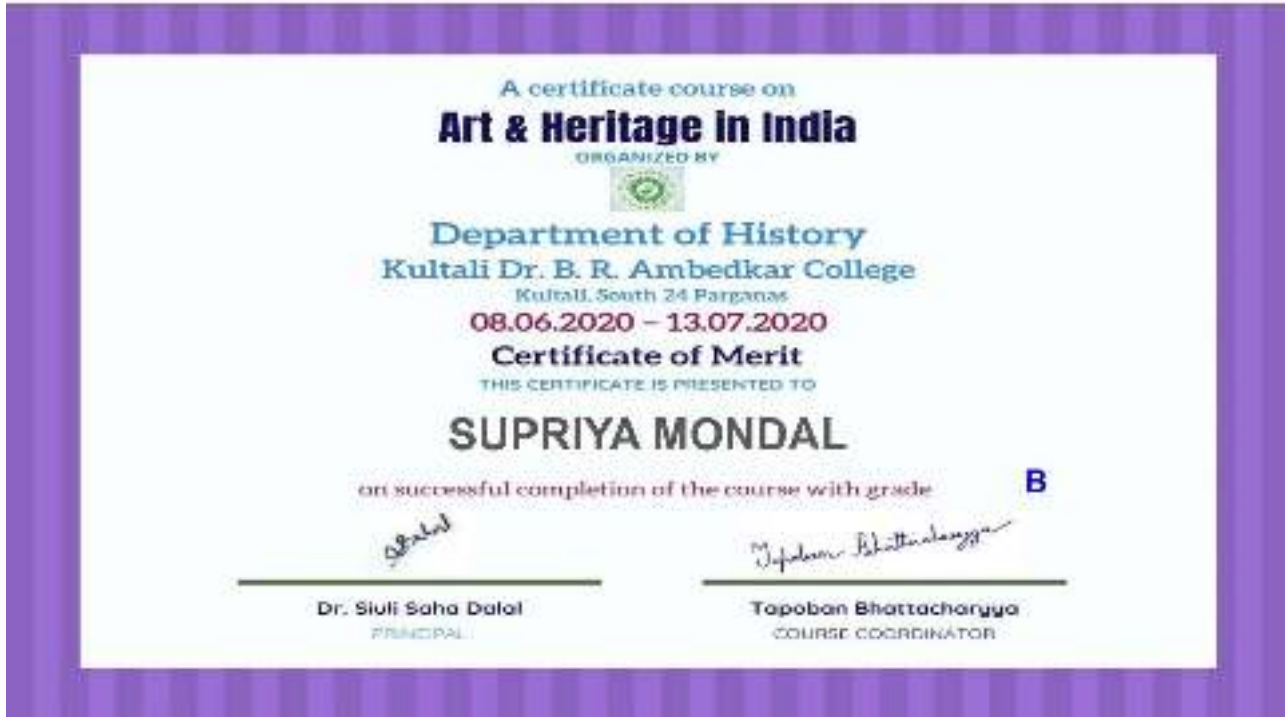 A certificate course on
Art & Heritage in India
ORGANIZED BY
Department of History
Kultali Dr. B. R. Ambedkar College
Kultali, South 24 Parganas
08.06.2020 – 13.07.2020
Certificate of Merit
THIS CERTIFICATE IS PRESENTED TO
SUPRIYA MONDAL
on successful completion of the course with grade B
Tapoban Bhattacharyya
Dr. Siuli Saha Dalal Tapoban Bhattacharyya
PRINCIPAL COURSE COORDINATOR